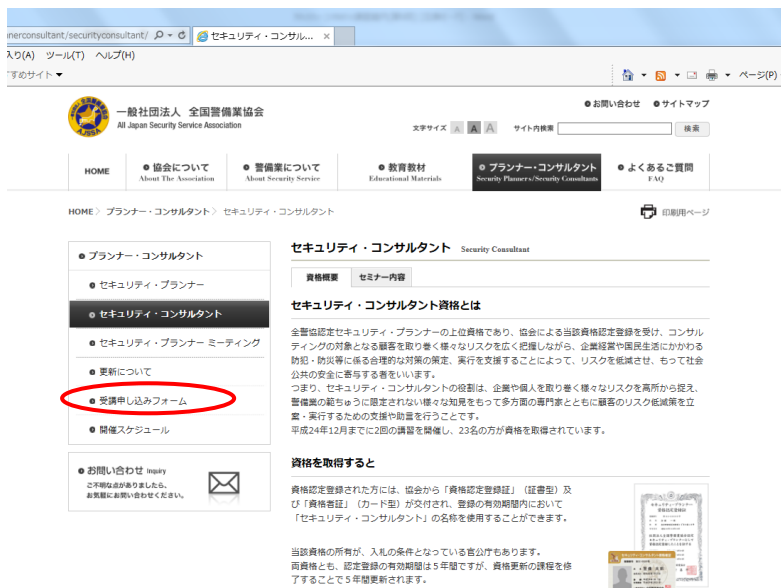 nerconsultant/securityconsultant/
セキュリティ・コンサル... ×
入り(A) ツール(T) ヘルプ(H)
すめサイト ▼
ページ(P)
一般社団法人 全国警備業協会
All Japan Security Service Association
AJSSA
お問い合わせ サイトマップ
文字サイズ A A A サイト内検索 検索
HOME
協会について
About The Association
警備業について
About Security Service
教育教材
Educational Materials
プランナー・コンサルタント
Security Planners/Security Consultants
よくあるご質問
FAQ
HOME〉 プランナー・コンサルタント〉 セキュリティ・コンサルタント
印刷用ページ
プランナー・コンサルタント
セキュリティ・プランナー
セキュリティ・コンサルタント
セキュリティ・プランナー ミーティング
更新について
受講申し込みフォーム
開催スケジュール
お問い合わせ Inquiry
ご不明な点がありましたら、
お気軽にお問い合わせください。
セキュリティ・コンサルタント Security Consultant
資格概要 セミナー内容
セキュリティ・コンサルタント資格とは
全警協認定セキュリティ・プランナーの上位資格であり、協会による当該資格認定登録を受け、コンサル
ティングの対象となる顧客を取り巻く様々なリスクを広く把握しながら、企業経営や国民生活にかかわる
防犯・防災等に係る合理的な対策の策定、実行を支援することによって、リスクを低減させ、もって社会
公共の安全に寄与する者をいいます。
つまり、セキュリティ・コンサルタントの役割は、企業や個人を取り巻く様々なリスクを高所から捉え、
警備業の範ちゅうに限定されない様々な知見をもって多方面の専門家とともに顧客のリスク低減策を立
案・実行するための支援や助言を行うことです。
平成24年12月までに2回の講習を開催し、23名の方が資格を取得されています。
資格を取得すると
資格認定登録された方には、協会から「資格認定登録証」（証書型）及
び「資格者証」（カード型）が交付され、登録の有効期間内において
「セキュリティ・コンサルタント」の名称を使用することができます。
当該資格の所有が、入札の条件となっている官公庁もあります。
両資格とも、認定登録の有効期間は５年間ですが、資格更新の課程を修
了することで５年間更新されます。